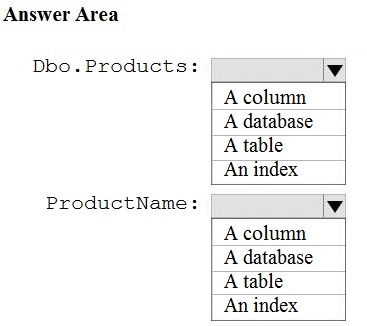 Answer Area
Dbo.Products:
A column
A database
A table
An index
ProductName:
A column
A database
A table
An index